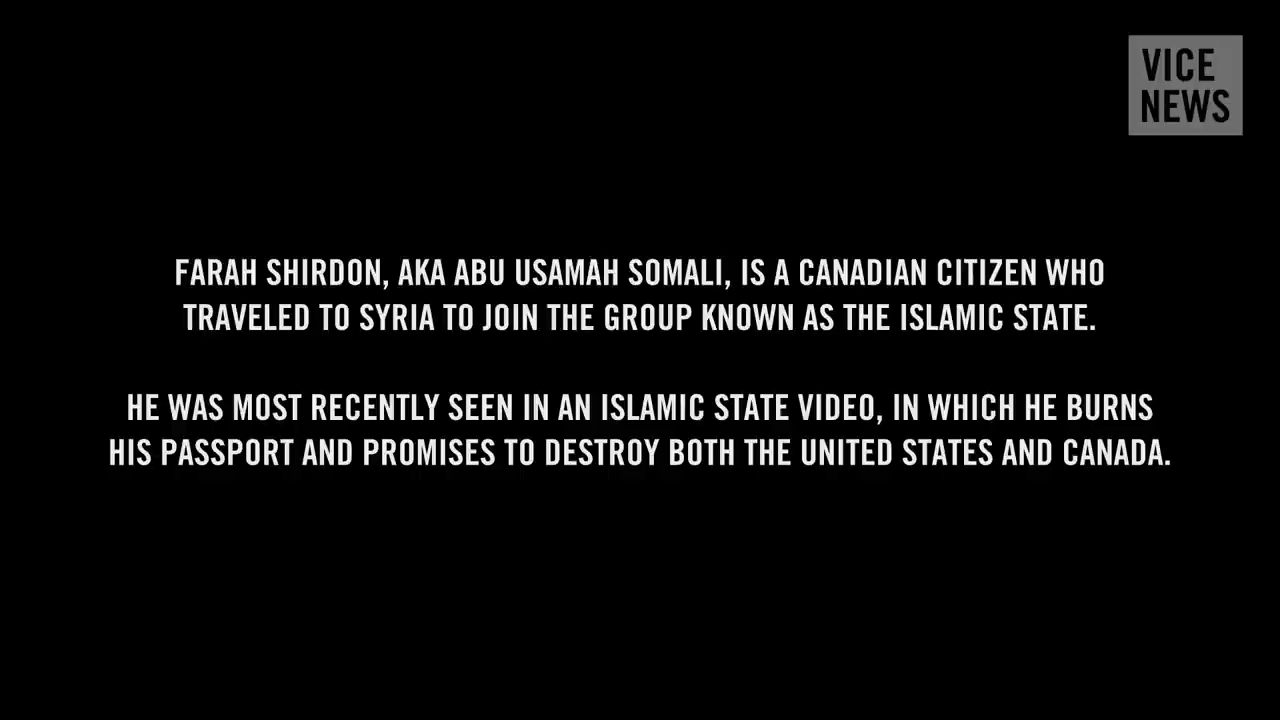 VICE
NEWS
FARAH SHIRDON, AKA ABU USAMAH SOMALI, IS A CANADIAN CITIZEN WHO
TRAVELED TO SYRIA TO JOIN THE GROUP KNOWN AS THE ISLAMIC STATE.
HE WAS MOST RECENTLY SEEN IN AN ISLAMIC STATE VIDEO, IN WHICH HE BURNS
HIS PASSPORT AND PROMISES TO DESTROY BOTH THE UNITED STATES AND CANADA.